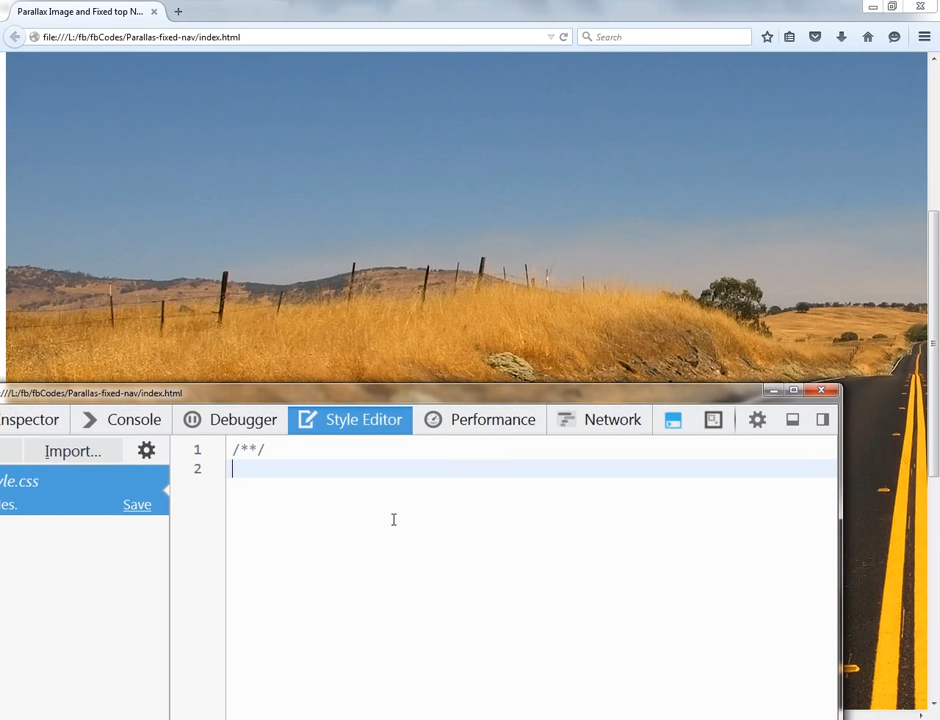 Parallax Image and Fixed top N...
file:///L:/fb/fbCodes/Parallas-fixed-nav/index.html
Search
///L:/fb/fbCodes/Parallas-fixed-nav/index.html
nspector
Console
Debugger
Style Editor
Performance
Network
Import...
yle.css
les.
Save
1 /**/
2